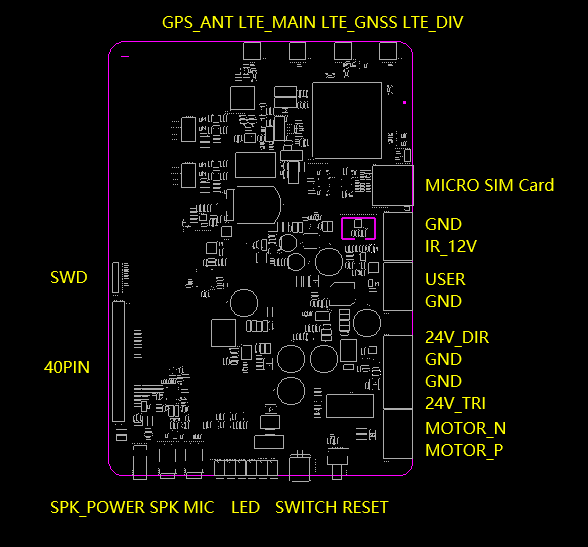 GPS_ANT LTE_MAIN LTE_GNSS LTE_DIV
MICRO SIM Card
GND
IR_12V
SWD
USER
GND
24V_DIR
GND
40PIN
GND
24V_TRI
MOTOR_N
MOTOR_P
SPK_POWER SPK MIC LED SWITCH RESET